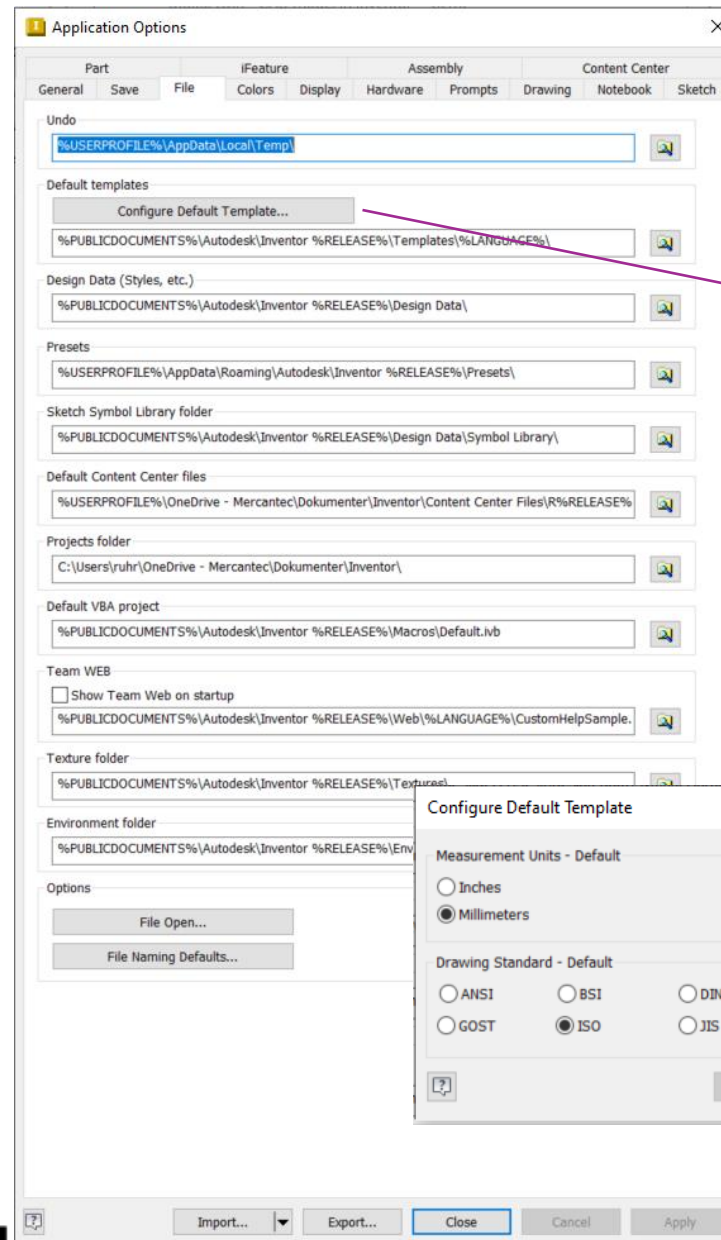 Application Options
Part iFeature Assembly Content Center
General Save File Colors Display Hardware Prompts Drawing Notebook Sketch
Undo
%USERPROFILE%\AppData\Local\Temp\
Default templates
Configure Default Template...
%PUBLICDOCUMENTS%\Autodesk\Inventor %RELEASE%\Templates\%LANGUAGE%\
Design Data (Styles, etc.)
%PUBLICDOCUMENTS%\Autodesk\Inventor %RELEASE%\Design Data\
Presets
%USERPROFILE%\AppData\Roaming\Autodesk\Inventor %RELEASE%\Presets\
Sketch Symbol Library folder
%PUBLICDOCUMENTS%\Autodesk\Inventor %RELEASE%\Design Data\Symbol Library\
Default Content Center files
%USERPROFILE%\OneDrive - Mercantec\Dokumenter\Inventor\Content Center Files\R%RELEASE%
Projects folder
C:\Users\ruhr\OneDrive - Mercantec\Dokumenter\Inventor\
Default VBA project
%PUBLICDOCUMENTS%\Autodesk\Inventor %RELEASE%\Macros\Default.ivb
Team WEB
Show Team Web on startup
%PUBLICDOCUMENTS%\Autodesk\Inventor %RELEASE%\Web\%LANGUAGE%\CustomHelpSample.
Texture folder
%PUBLICDOCUMENTS%\Autodesk\Inventor %RELEASE%\Textures\
Environment folder
%PUBLICDOCUMENTS%\Autodesk\Inventor %RELEASE%\Env
Options
File Open...
File Naming Defaults...
Configure Default Template
Measurement Units - Default
Inches
Millimeters
Drawing Standard - Default
ANSI BSI DIN
GOST ISO JIS
Import... Export... Close Cancel Apply